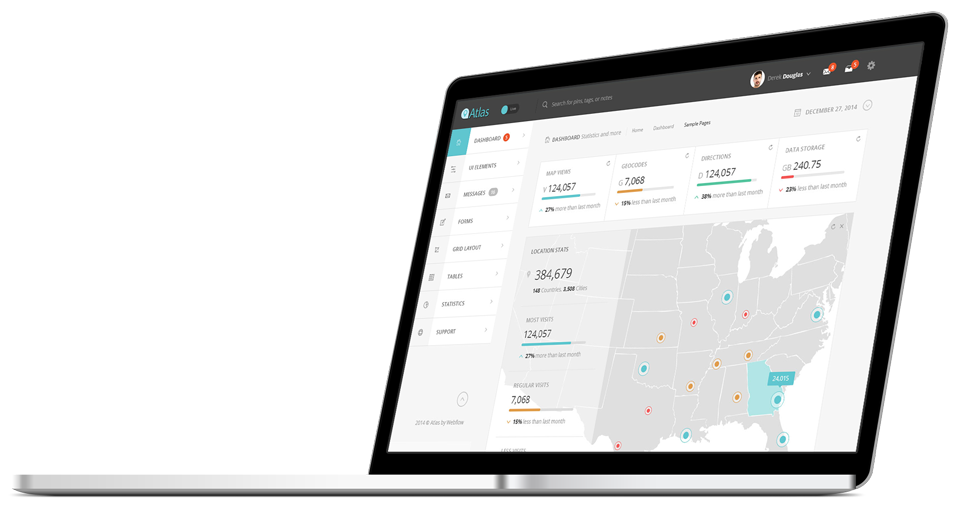 Atlas
Search for pins, tags, or notes
Derek Douglas
6
5
DASHBOARD 5
UI ELEMENTS
MESSAGES
FORMS
GRID LAYOUT
TABLES
STATISTICS
SUPPORT
2014 © Atlas by Webflow
DASHBOARD Statistics and more
Home
Dashboard
Sample Pages
DECEMBER 27, 2014
MAP VIEWS
V 124,057
27% more than last month
GEOCODES
G 7,068
15% less than last month
DIRECTIONS
D 124,057
38% more than last month
DATA STORAGE
GB 240.75
23% less than last month
LOCATION STATS
384,679
148 Countries, 3,508 Cities
MOST VISITS
124,057
27% more than last month
REGULAR VISITS
7,068
15% less than last month
LESS VISITS
24,015